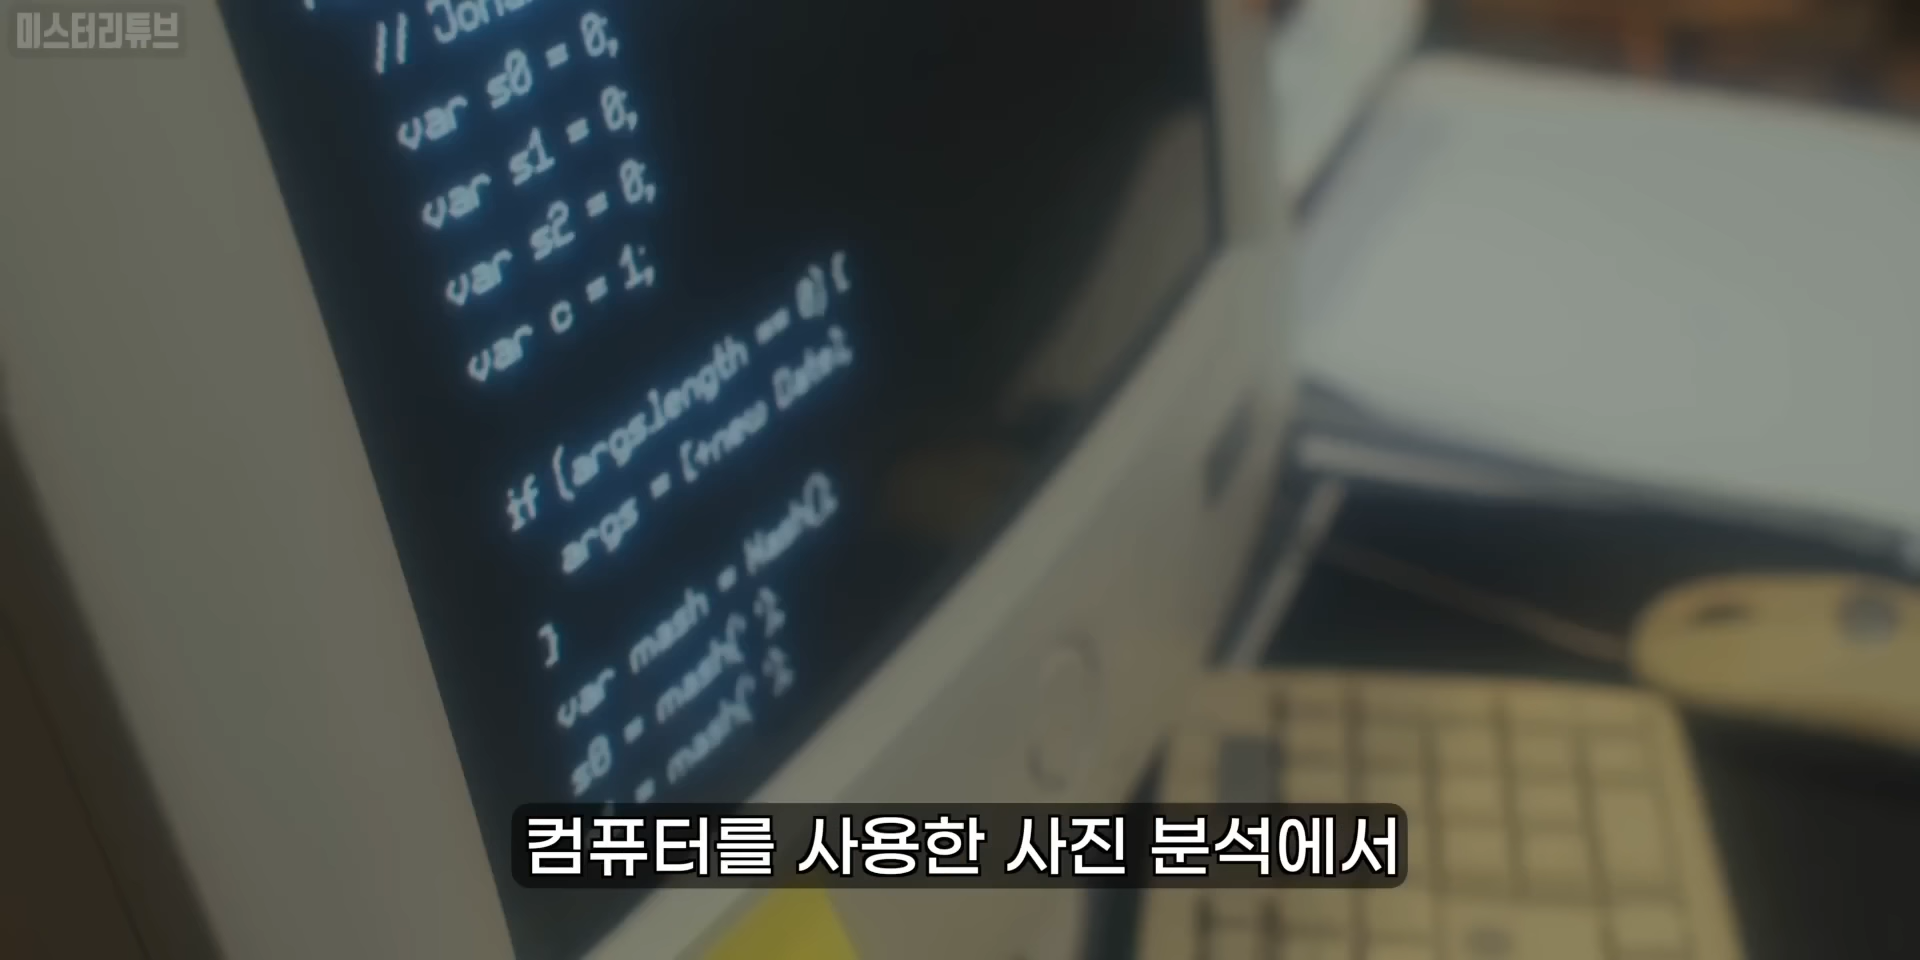 미스터리튜브
//
var s0 = 0;
var s1 = 0;
var s2 = 0;
var c = 1;
if (args.length == 0) {
args = [+new Date];
}
var mash = Mash();
s0 = mash(' ');
= mash(' ');
컴퓨터를 사용한 사진 분석에서